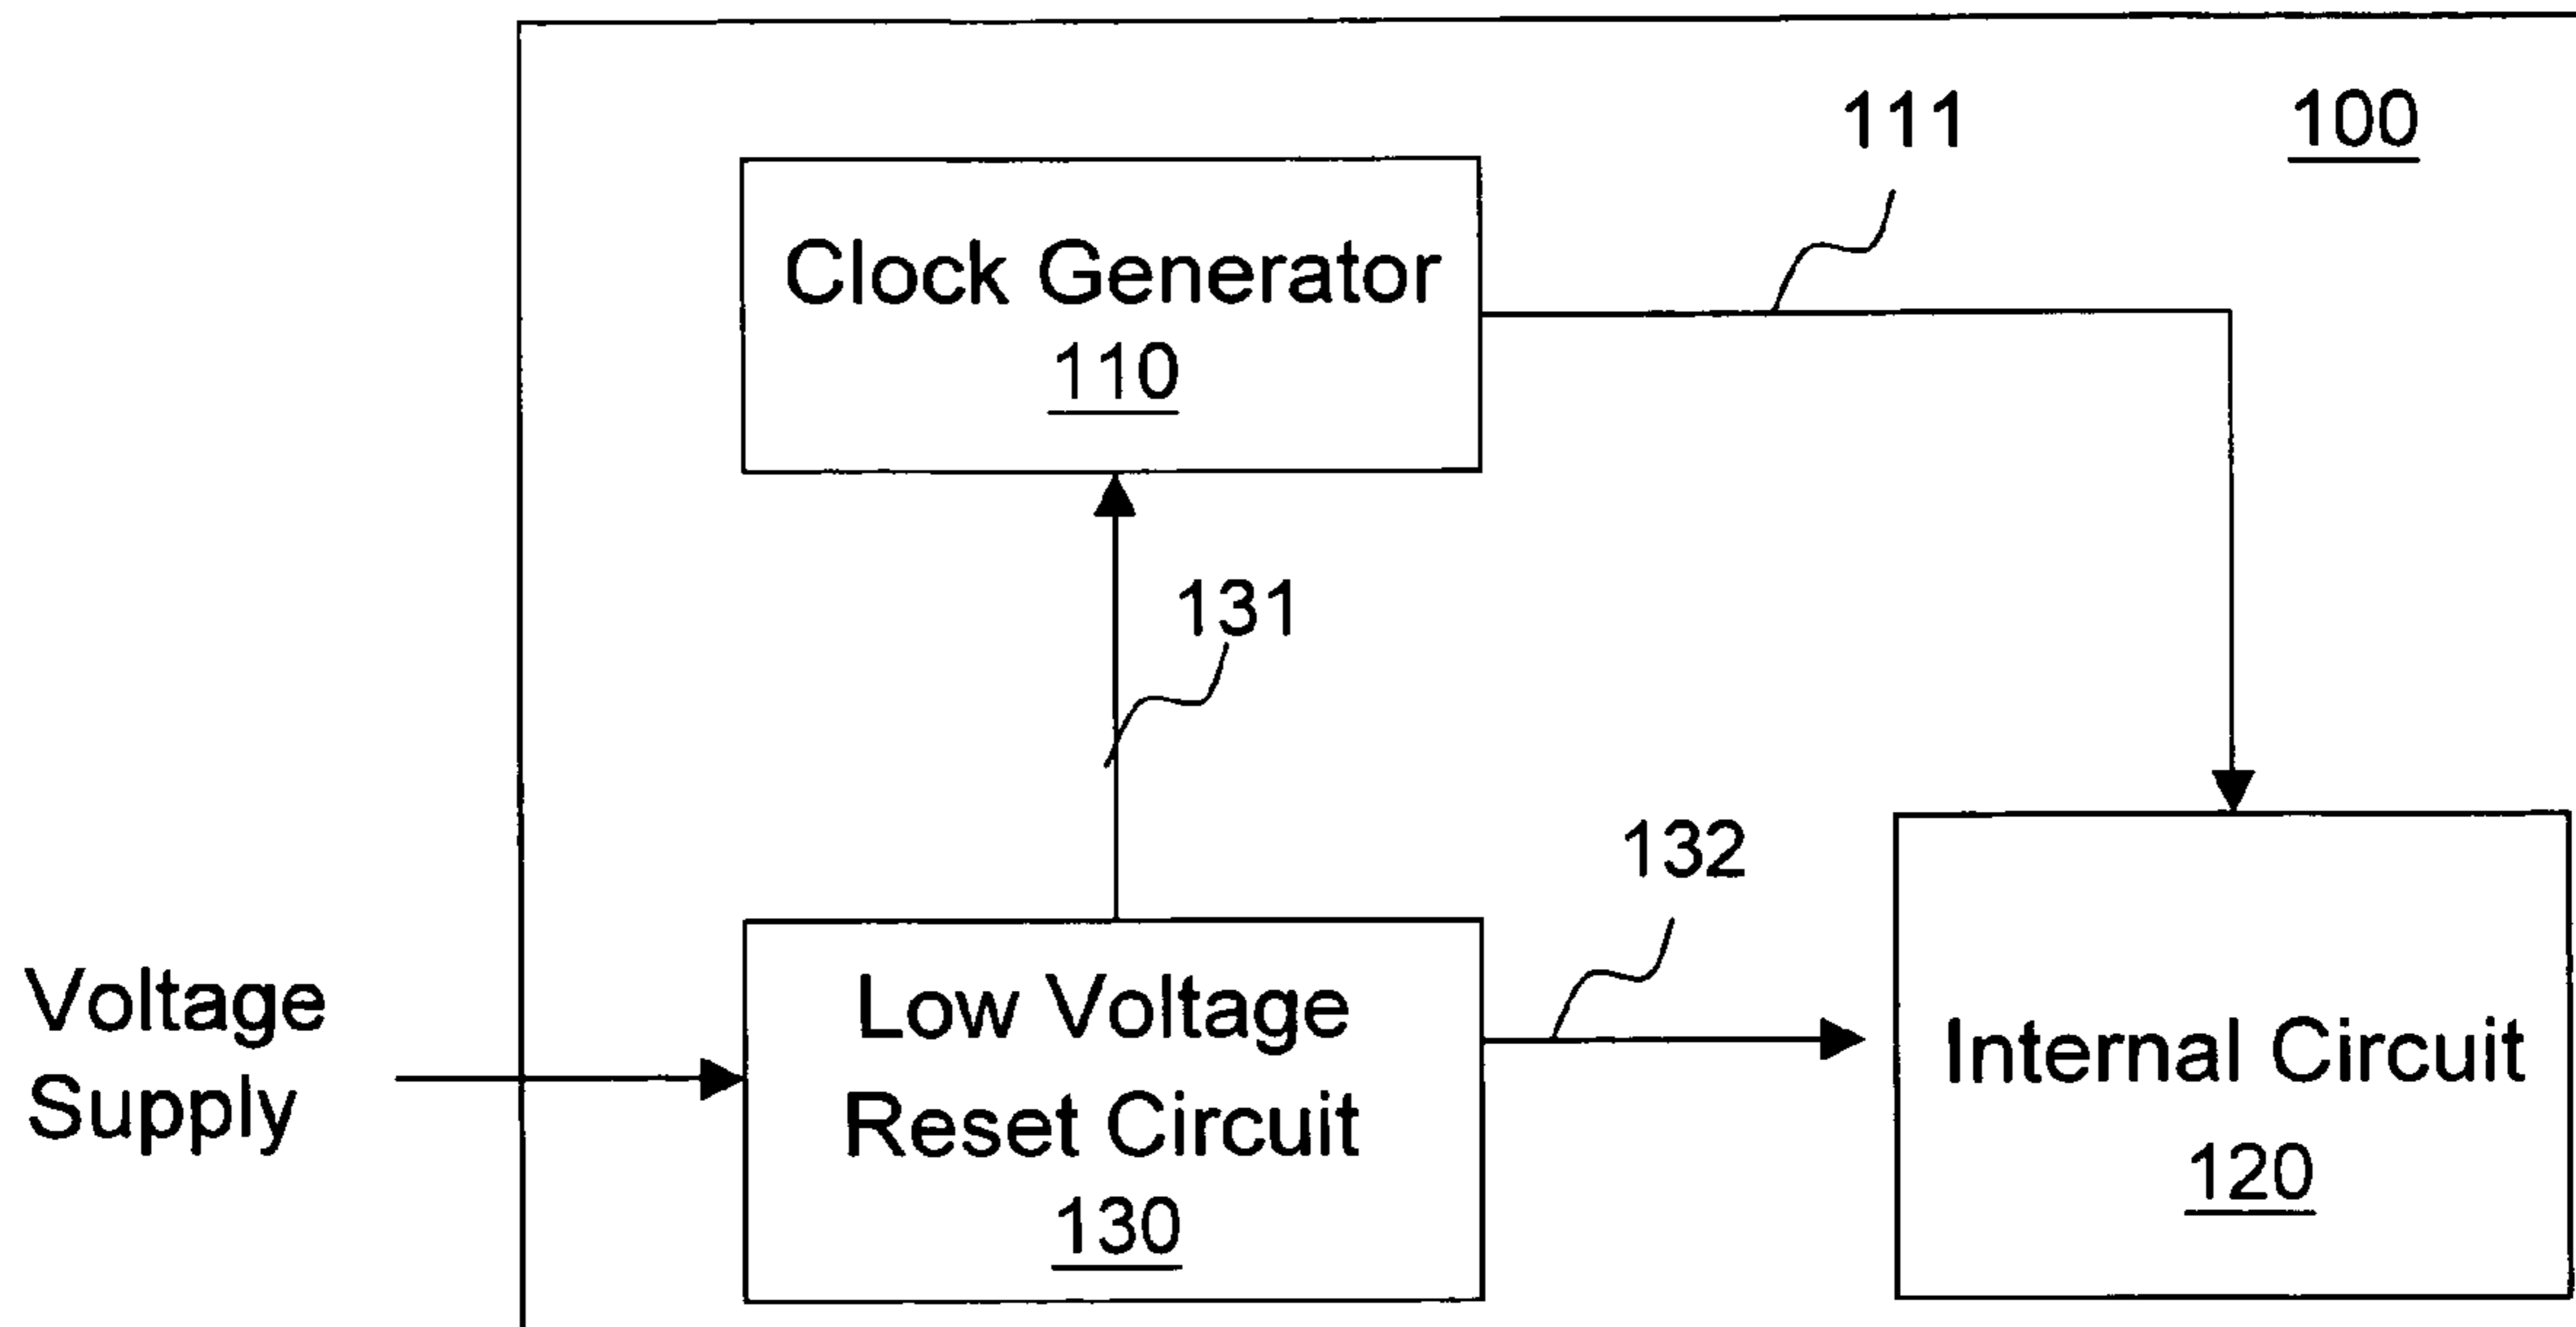 100
111
Clock Generator
110
131
132
Voltage
Supply
Low Voltage
Reset Circuit
130
Internal Circuit
120